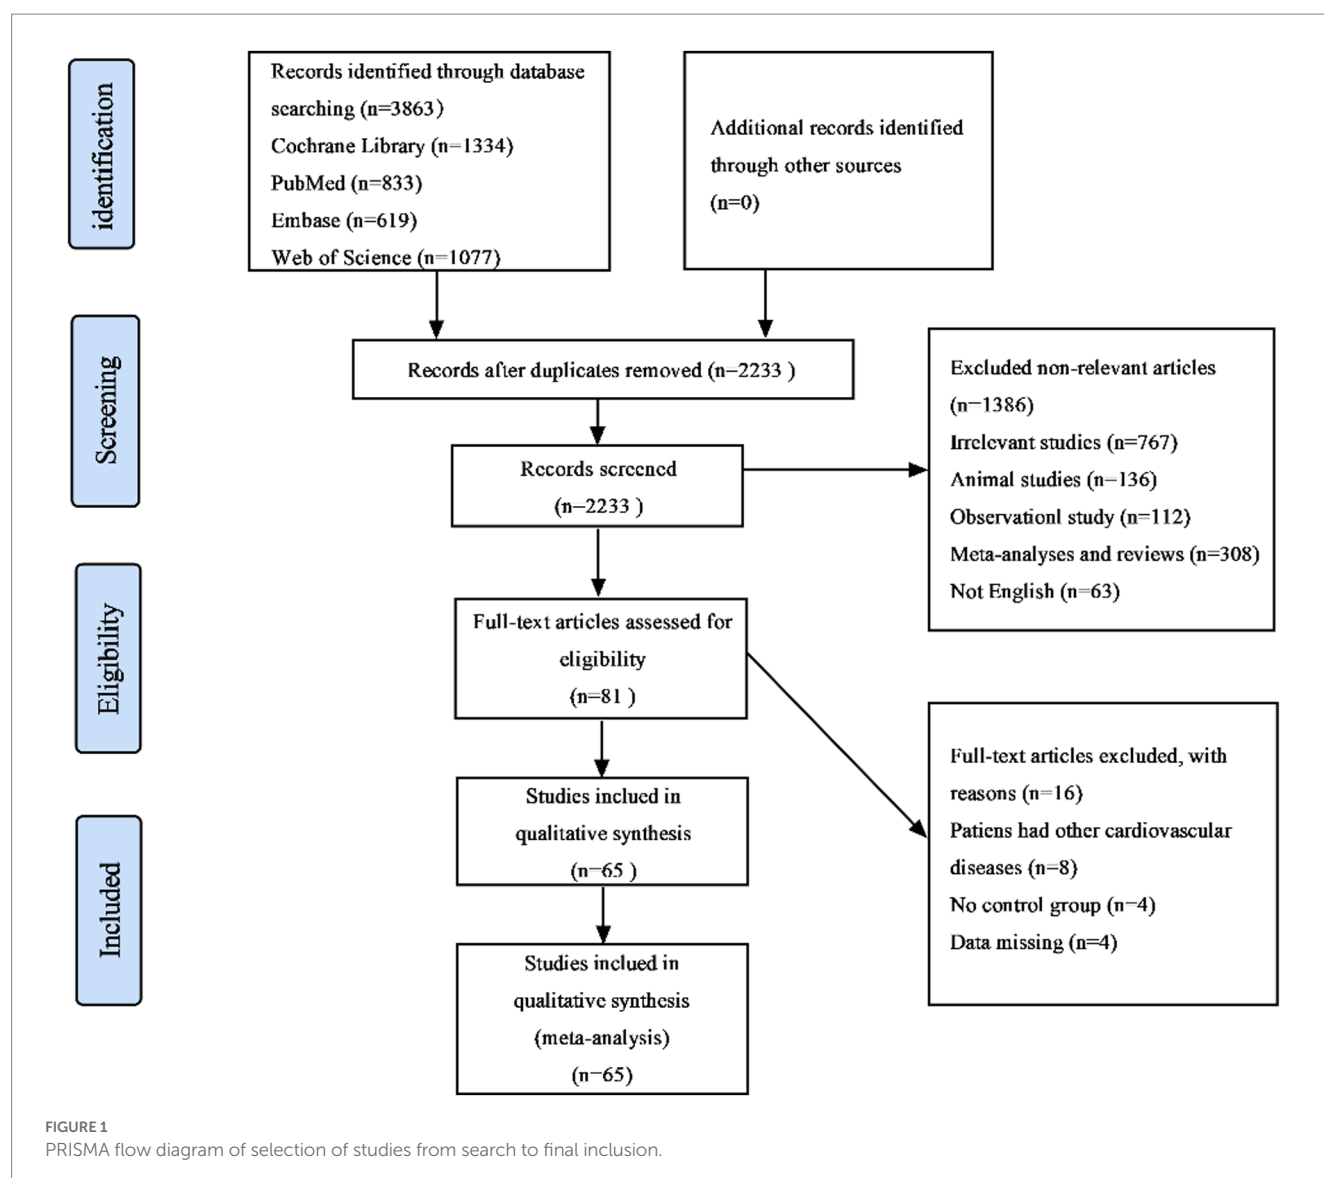 identification
Records identified through database
searching (n=3863)
Cochrane Library (n=1334)
PubMed (n=833)
Embase (n=619)
Web of Science (n=1077)
Additional records identified
through other sources
(n=0)
Screening
Records after duplicates removed (n=2233 )
Records screened
(n=2233 )
Excluded non-relevant articles
(n=1386)
Irrelevant studies (n=767)
Animal studies (n=136)
Observationl study (n=112)
Meta-analyses and reviews (n=308)
Not English (n=63)
Eligibility
Full-text articles assessed for
eligibility
(n=81 )
Full-text articles excluded, with
reasons (n=16)
Patiens had other cardiovascular
diseases (n=8)
No control group (n=4)
Data missing (n=4)
Included
Studies inclued in
qualitative synthesis
(n=65 )
Studies inclued in
qualitative synthesis
(meta-analysis)
(n=65)
FIGURE 1
PRISMA flow diagram of selection of studies from search to final inclusion.